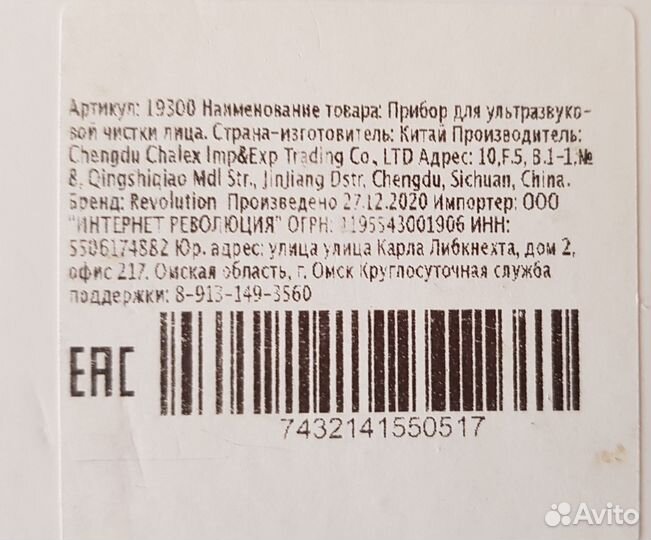 Артикул: 19300 Наименование товара: Прибор для ультразвуко-
вой чистки лица. Страна-изготовитель: Китай Производитель:
Chengdu Chalex Imp&Exp Trading Co., LTD Адрес: 10,F.5, B.1-1,№
8, Qingshiqiao Mdl Str., JinJiang Dstr, Chengdu, Sichuan, China.
Бренд: Revolution Произведено 27.12.2020 Импортер: ООО
"ИНТЕРНЕТ РЕВОЛЮЦИЯ" ОГРН: 1195543001906 ИНН:
5506174882 Юр. адрес: улица улица Карла Либкнехта, дом 2,
офис 217. Омская область, г. Омск Круглосуточная служба
поддержки: 8-913-149-3560
EAC
7432141550517
Avito